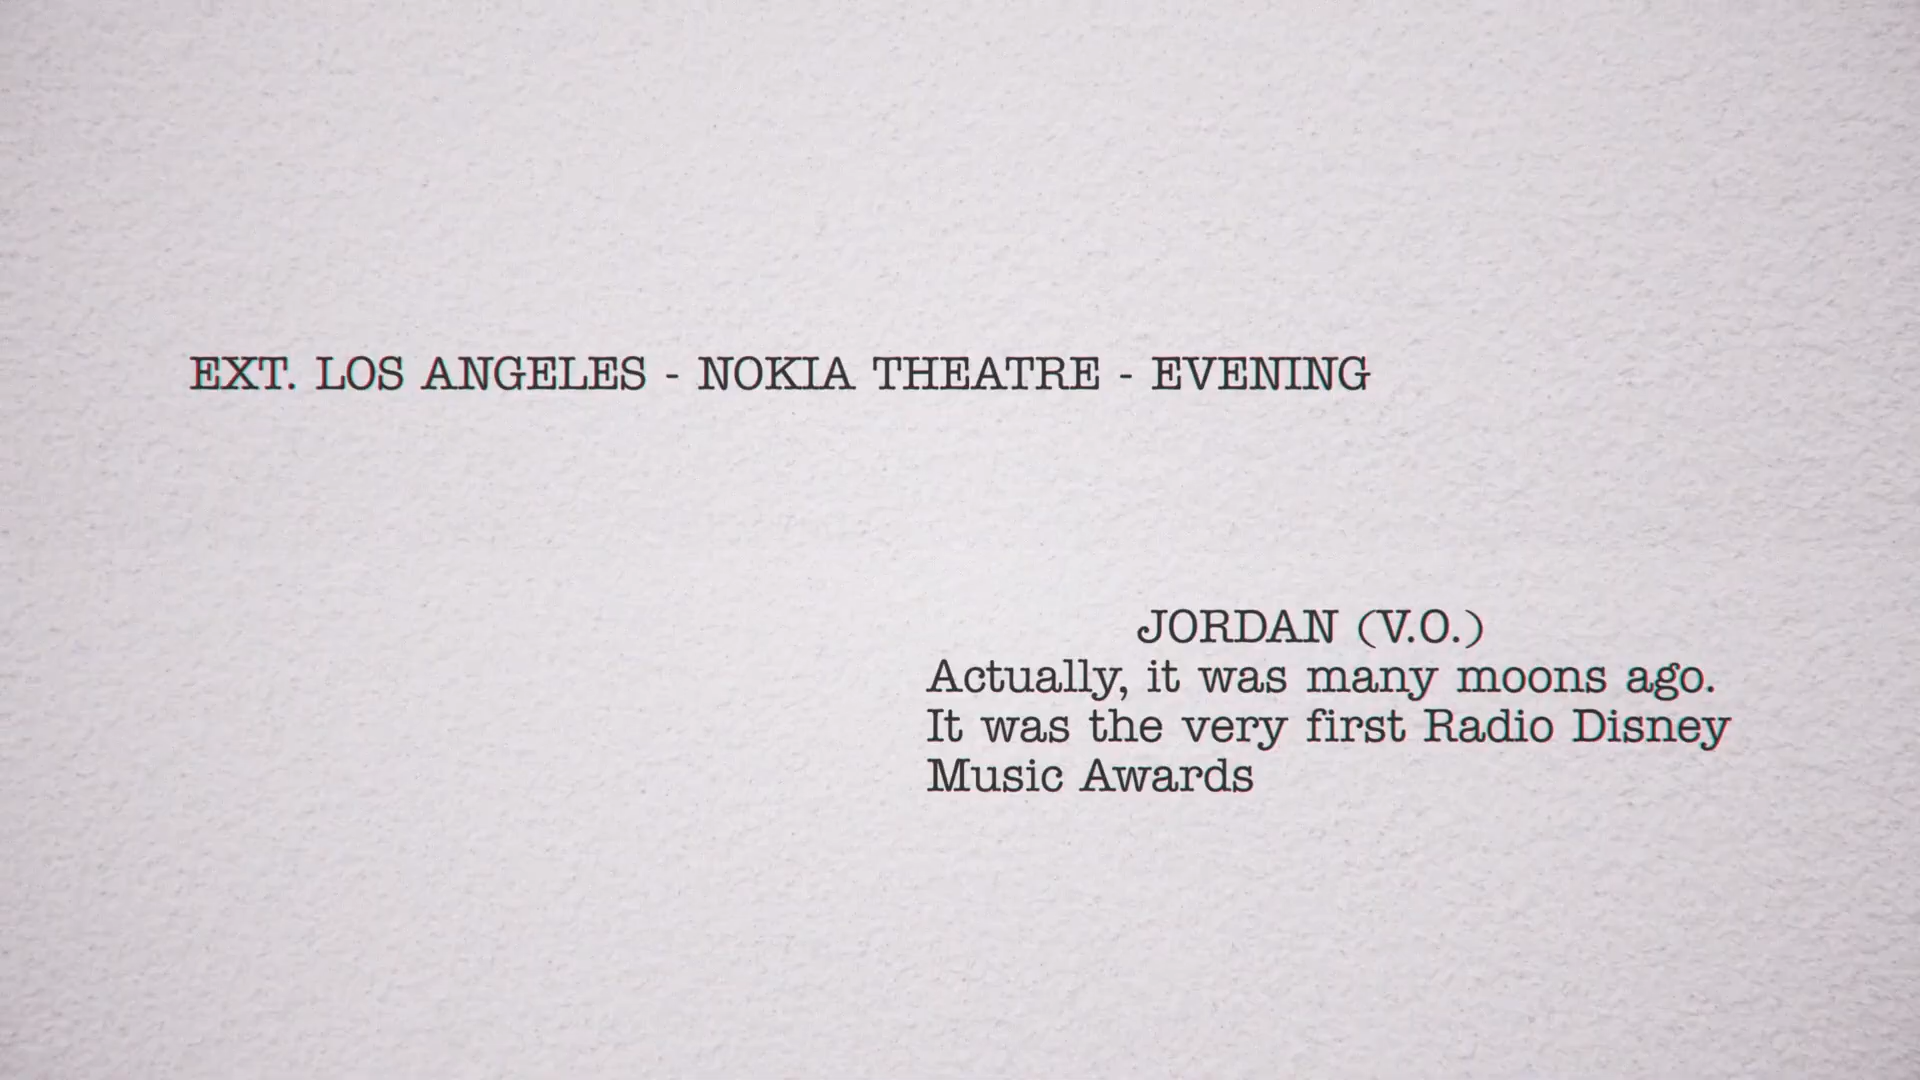 EXT. LOS ANGELES - NOKIA THEATRE - EVENING
JORDAN (V.O.)
Actually, it was many moons ago.
It was the very first Radio Disney
Music Awards